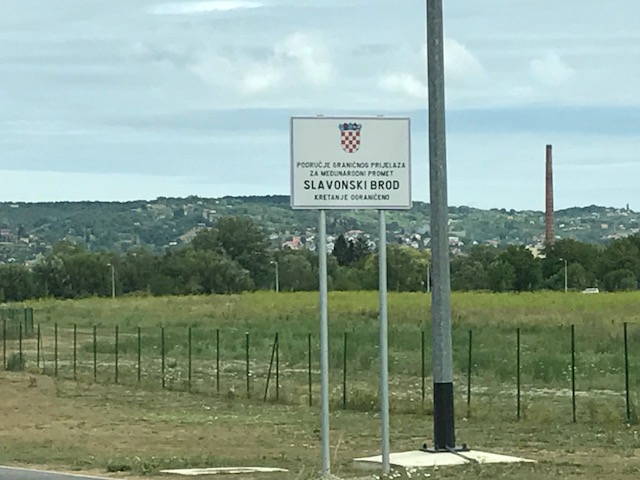 PODRUČJE GRANIČNOG PRIJELAZA
ZA MEĐUNARODNI PROMET
SLAVONSKI BROD
KRETANJE OGRANIČENO